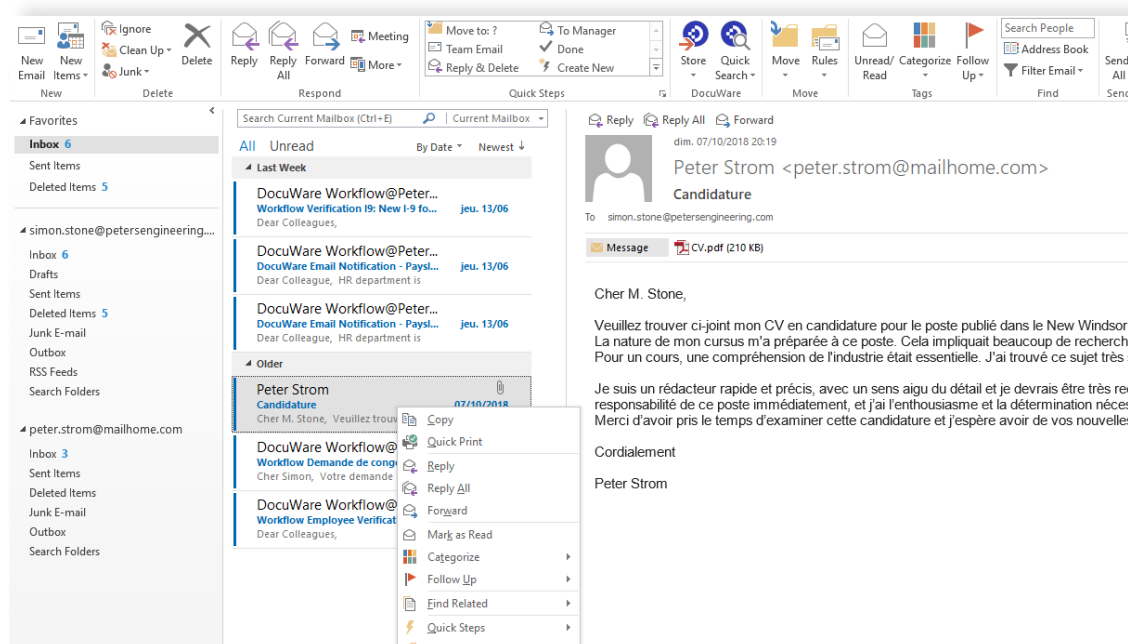 Ignore
Clean Up
Junk
Delete
New Email
New Items
Reply
Reply All
Forward
Meeting
More
Move to: ?
Team Email
Reply & Delete
To Manager
Done
Create New
Store
Quick Search
Move
Rules
Unread/ Read
Categorize
Follow Up
Search People
Address Book
Filter Email
Send
All
New
Delete
Respond
Quick Steps
DocuWare
Move
Tags
Find
Favorites
Inbox 6
Sent Items
Deleted Items 5
simon.stone@petersengineering....
Inbox 6
Drafts
Sent Items
Deleted Items 5
Junk E-mail
Outbox
RSS Feeds
Search Folders
peter.strom@mailhome.com
Inbox 3
Sent Items
Deleted Items
Junk E-mail
Outbox
Search Folders
Search Current Mailbox (Ctrl+E) Current Mailbox
All Unread By Date Newest
Last Week
DocuWare Workflow@Peter...
Workflow Verification I9: New I-9 fo... jeu. 13/06
Dear Colleagues,
DocuWare Workflow@Peter...
DocuWare Email Notification - Paysl... jeu. 13/06
Dear Colleague, HR department is
DocuWare Workflow@Peter...
DocuWare Email Notification - Paysl... jeu. 13/06
Dear Colleague, HR department is
Older
Peter Strom
Candidature 07/10/2018
Cher M. Stone, Veuillez trouv
DocuWare Workflow@
Workflow Demande de cong
Cher Simon, Votre demande
DocuWare Workflow@
Workflow Employee Verificat
Dear Colleagues,
Copy
Quick Print
Reply
Reply All
Forward
Mark as Read
Categorize
Follow Up
Find Related
Quick Steps
Reply Reply All Forward
dim. 07/10/2018 20:19
Peter Strom <peter.strom@mailhome.com>
Candidature
To simon.stone@petersengineering.com
Message CV.pdf (210 KB)
Cher M. Stone,
Veuillez trouver ci-joint mon CV en candidature pour le poste publié dans le New Windsor
La nature de mon cursus m'a préparée à ce poste. Cela impliquait beaucoup de recherch
Pour un cours, une compréhension de l'industrie était essentielle. J'ai trouvé ce sujet très
Je suis un rédacteur rapide et précis, avec un sens aigu du détail et je devrais être très re
responsabilité de ce poste immédiatement, et j'ai l'enthousiasme et la détermination néces
Merci d'avoir pris le temps d'examiner cette candidature et j'espère avoir de vos nouvelles
Cordialement
Peter Strom